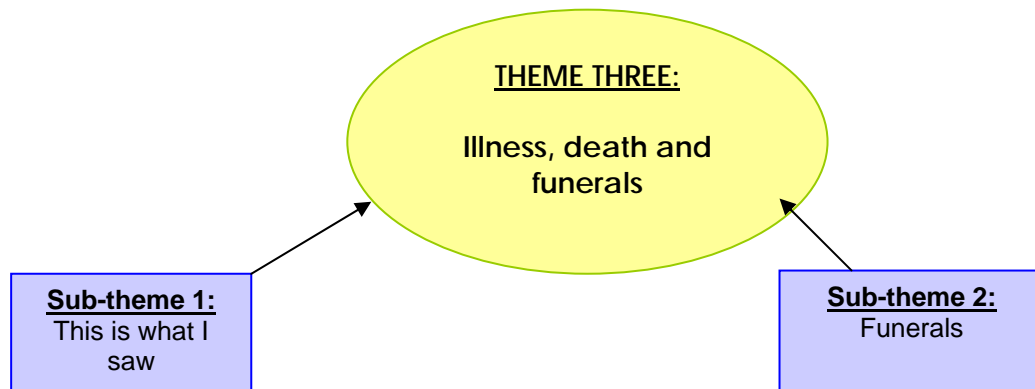 THEME THREE:
Illness, death and
funerals
Sub-theme 1:
This is what I
saw
Sub-theme 2:
Funerals